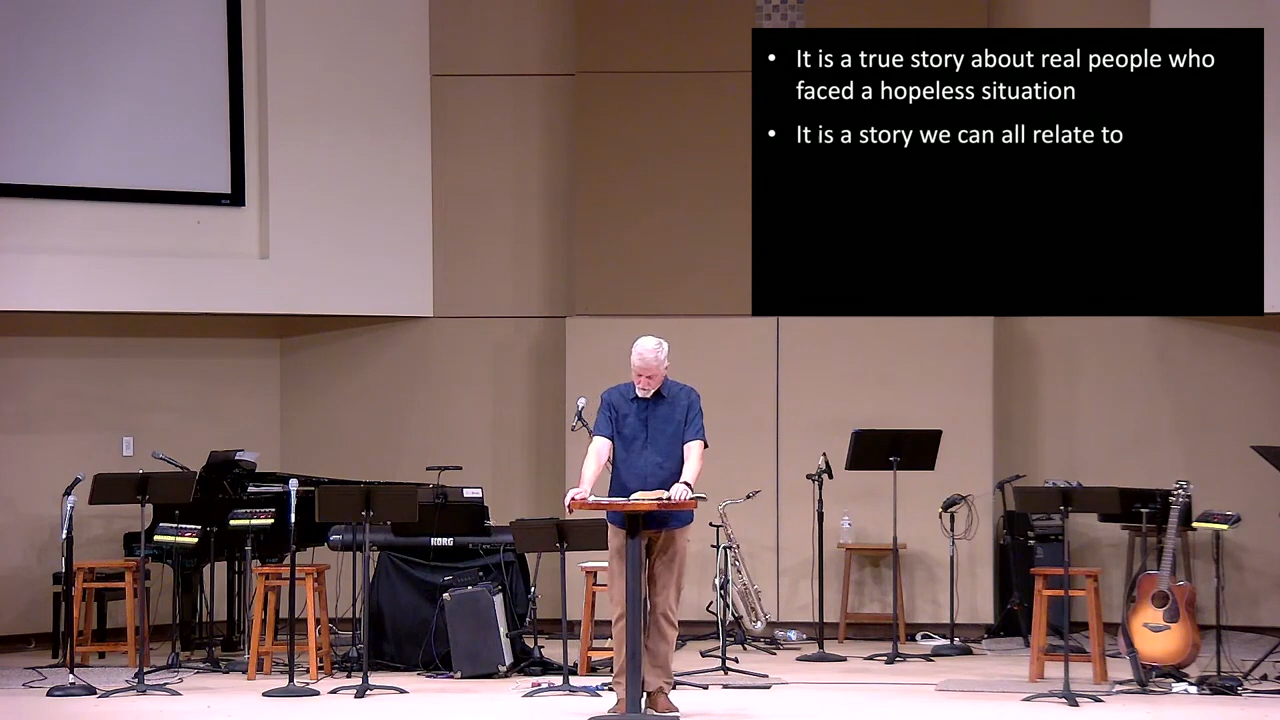 • It is a true story about real people who
faced a hopeless situation
• It is a story we can all relate to
KORG